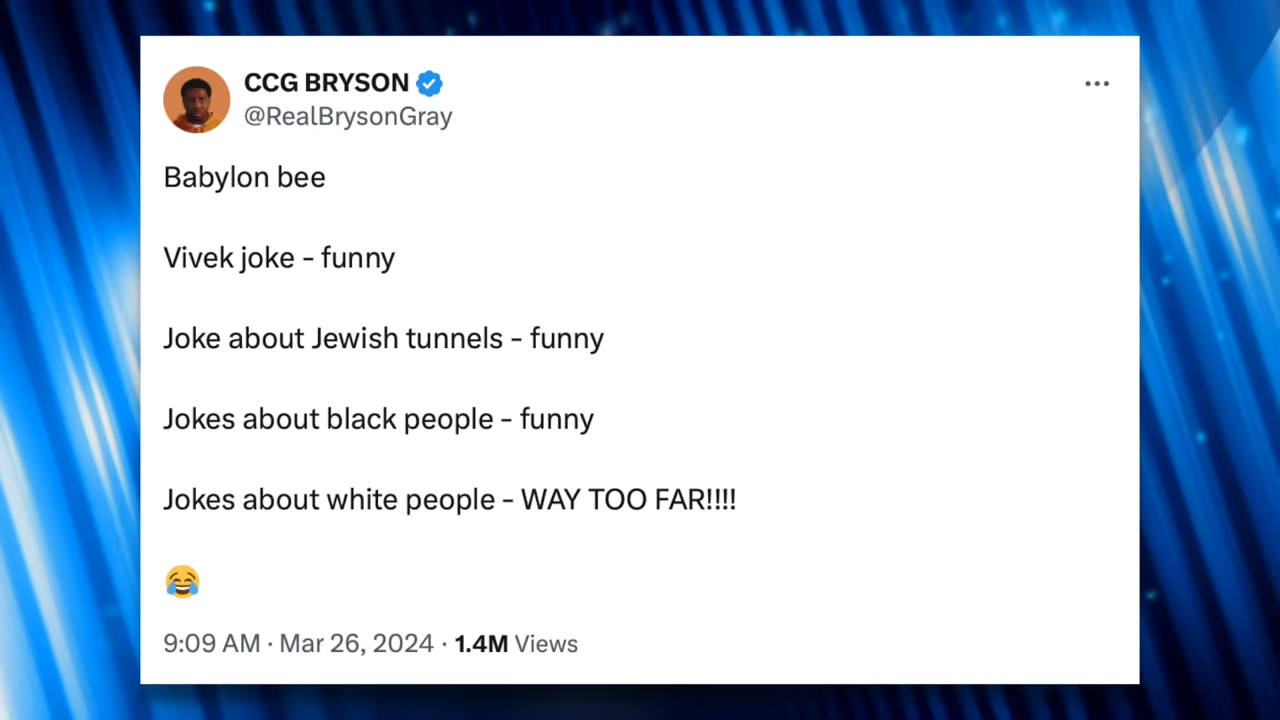 CCG BRYSON
@RealBrysonGray
Babylon bee
Vivek joke - funny
Joke about Jewish tunnels - funny
Jokes about black people - funny
Jokes about white people - WAY TOO FAR!!!!
😂
9:09 AM · Mar 26, 2024 · 1.4M Views